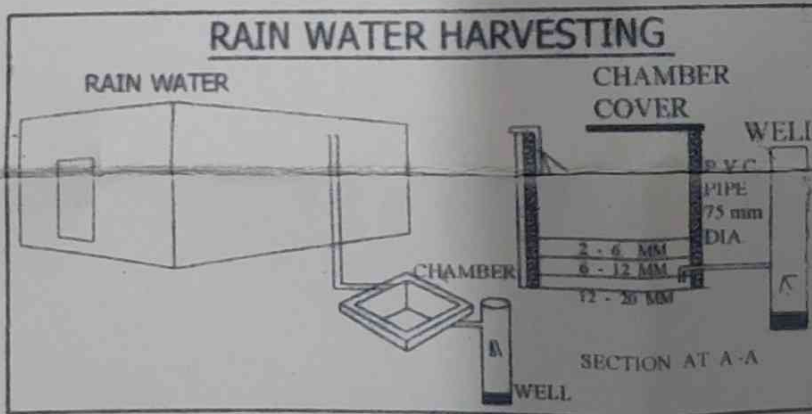 RAIN WATER HARVESTING
RAIN WATER
CHAMBER
COVER
WELL
P.V.C
PIPE
75 mm
DIA
2 - 6 MM
6 - 12 MM
12 - 20 MM
CHAMBER
SECTION AT A-A
WELL